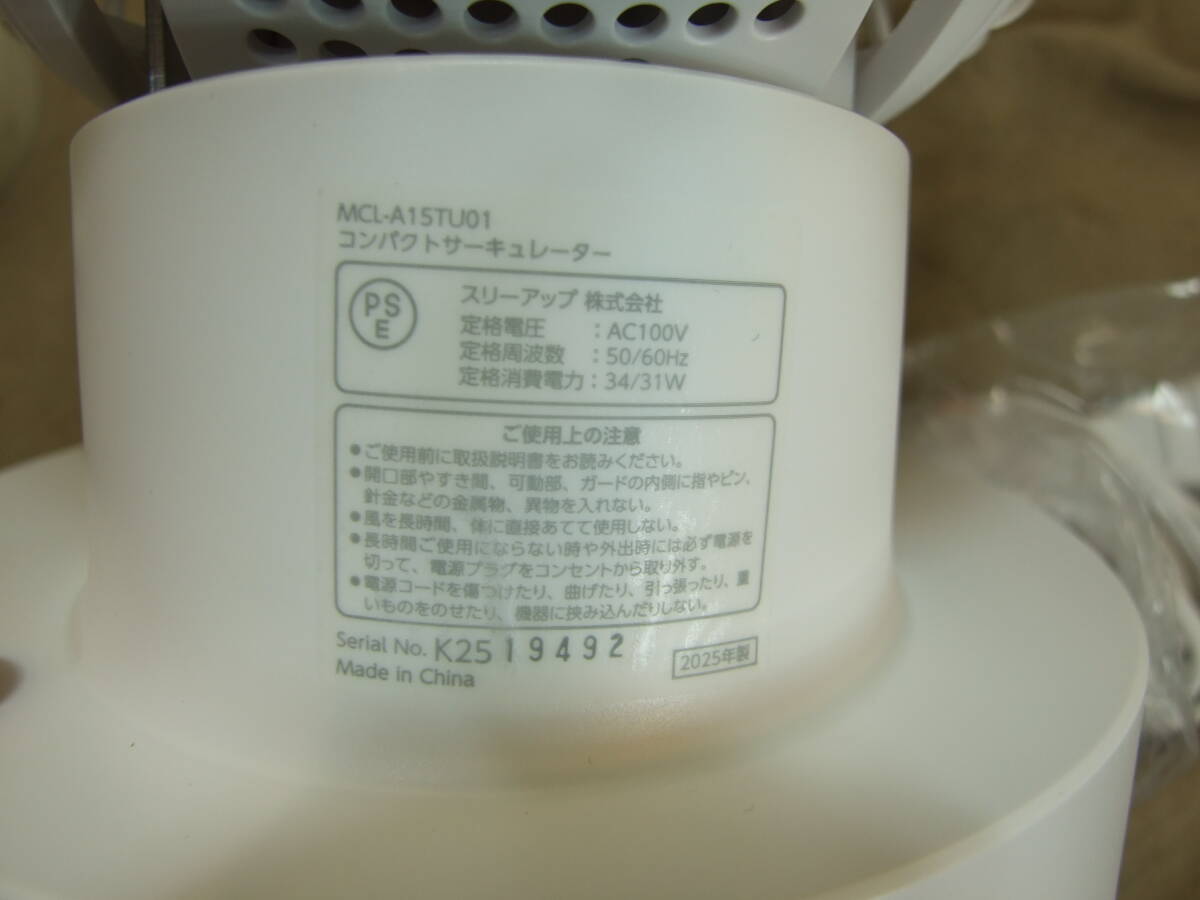 MCL-A15TU01
コンパクトサーキュレーター
PS
E
スリーアップ 株式会社
定格電圧 : AC100V
定格周波数 : 50/60Hz
定格消費電力 : 34/31W
ご使用上の注意
●ご使用前に取扱説明書をお読みください。
●開口部やすき間、可動部、ガードの内側に指やピン、
針金などの金属物、異物を入れない。
●風を長時間、体に直接あてて使用しない。
●長時間ご使用にならない時や外出時には必ず電源を
切って、電源プラグをコンセントから取り外す。
●電源コードを傷つけたり、曲げたり、引っ張ったり、重
いものをのせたり、機器に挟み込んだりしない。
Serial No. K25 19492
2025年製
Made in China